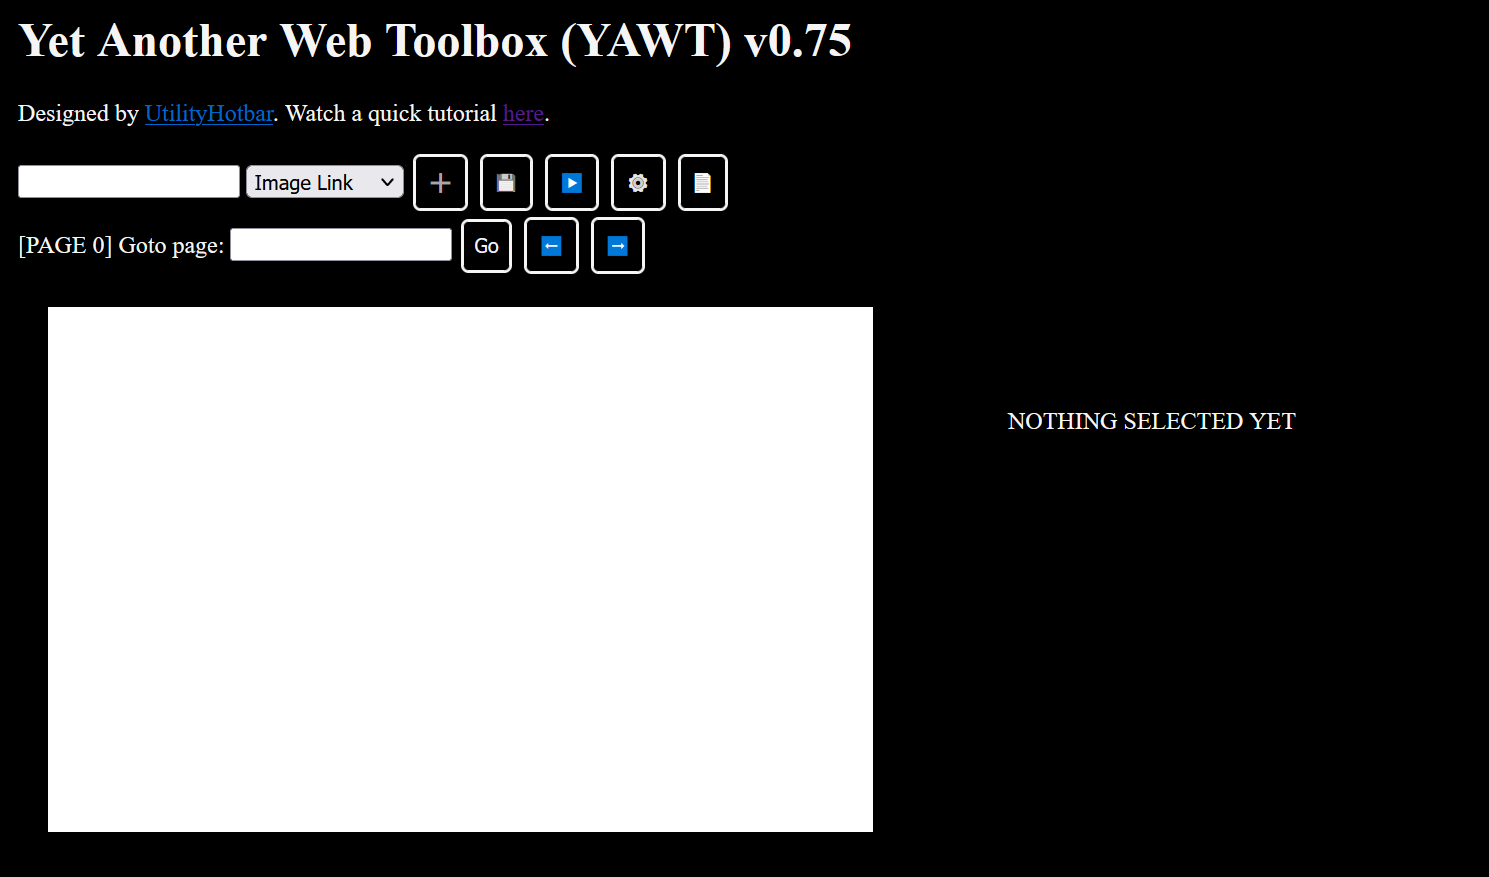 Yet Another Web Toolbox (YAWT) v0.75
Designed by UtilityHotbar. Watch a quick tutorial here.
Image Link
[PAGE 0] Goto page: Go
NOTHING SELECTED YET